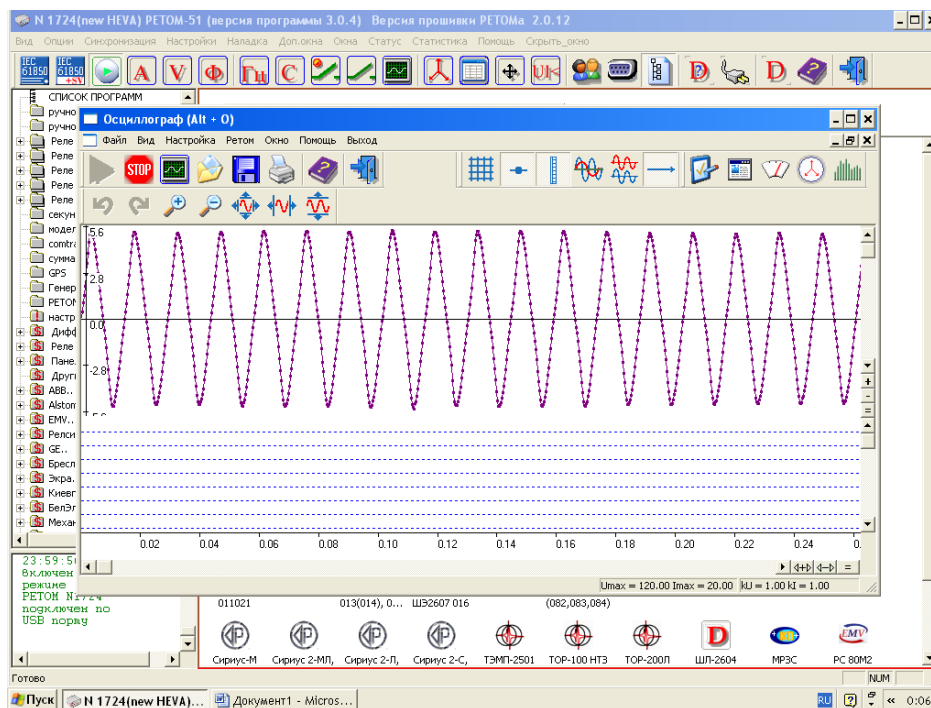 N 1724(new HEVA) РЕТОМ-51 (версия программы 3.0.4) Версия прошивки РЕТОМа 2.0.12
Вид Опции Синхронизация Настройки Наладка Доп.окна Окна Статус Статистика Помощь Скрыть_окно
IEC 61850
IEC 61850 +SV
A V Ф Гц C
D
D
СПИСОК ПРОГРАММ
ручно
ручно
Реле
Реле
Реле
Реле
Реле
секун
модел
comtra
сумма
GPS
Генер
РЕТОМ
настр
Дифф
Реле
Пане.
Други
ABB..
Alstom
EMV..
Релси
GE..
Бресл
Экра.
Киевп
БелЭл
Механ
Осциллограф (Alt + O)
Файл Вид Настройка Ретом Окно Помощь Выход
STOP
5.6
2.8
0.0
-2.8
0.02 0.04 0.06 0.08 0.10 0.12 0.14 0.16 0.18 0.20 0.22 0.24 0.
Umax = 120.00 Imax = 20.00 kU = 1.00 kI = 1.00
23:59:5
включен
режиме
РЕТОМ N1724
подключен по
USB порту
011021 013(014), 0... ШЭ2607 016 (082,083,084)
D
EMV
Сириус-М Сириус 2-МЛ, Сириус 2-Л, Сириус 2-С, ТЭМП-2501 ТОР-100 НТЗ ТОР-200Л ШЛ-2604 МРЗС РС 80М2
Готово NUM
Пуск N 1724(new HEVA)... Документ1 - Micros... RU « 0:06